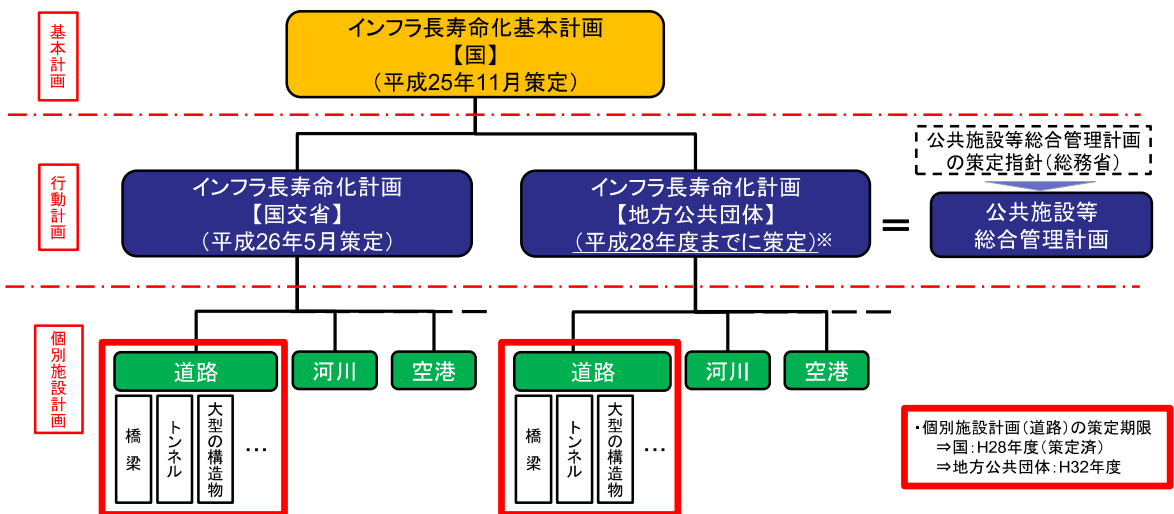 基本計画
インフラ長寿命化基本計画
【国】
(平成25年11月策定)
行動計画
インフラ長寿命化計画
【国交省】
(平成26年5月策定)
インフラ長寿命化計画
【地方公共団体】
(平成28年度までに策定)※
=
公共施設等総合管理計画
の策定指針(総務省)
公共施設等
総合管理計画
個別施設計画
道路
河川
空港
橋梁
トンネル
大型の構造物
…
道路
河川
空港
橋梁
トンネル
大型の構造物
…
・個別施設計画(道路)の策定期限
⇒国:H28年度(策定済)
⇒地方公共団体:H32年度